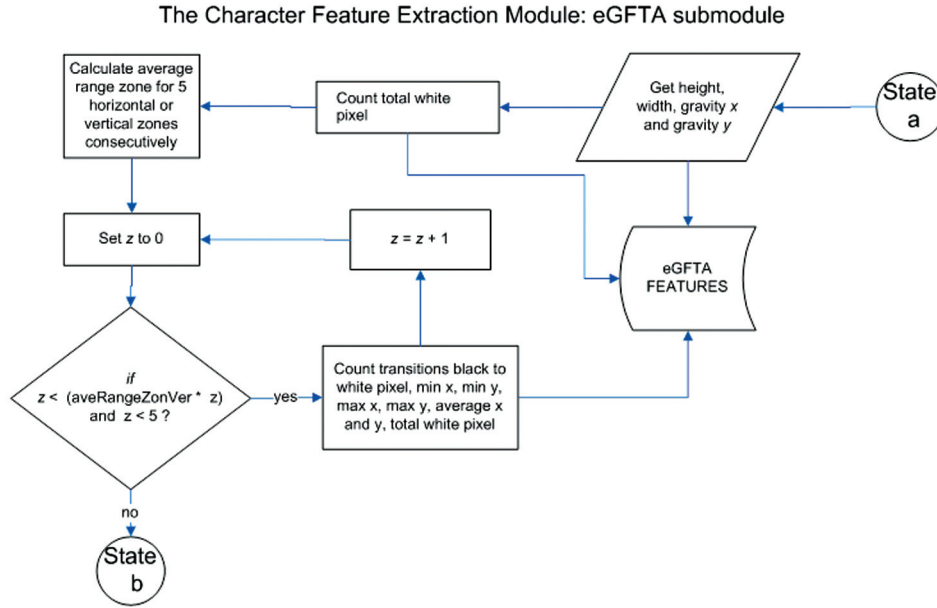 The Character Feature Extraction Module: eGFTA submodule
Calculate average
range zone for 5
horizontal or
vertical zones
consecutively
Count total white
pixel
Get height,
width, gravity x
and gravity y
State
a
Set z to 0
z = z + 1
eGFTA
FEATURES
if
z < (aveRangeZonVer * z)
and z < 5 ?
yes
Count transitions black to
white pixel, min x, min y,
max x, max y, average x
and y, total white pixel
no
State
b